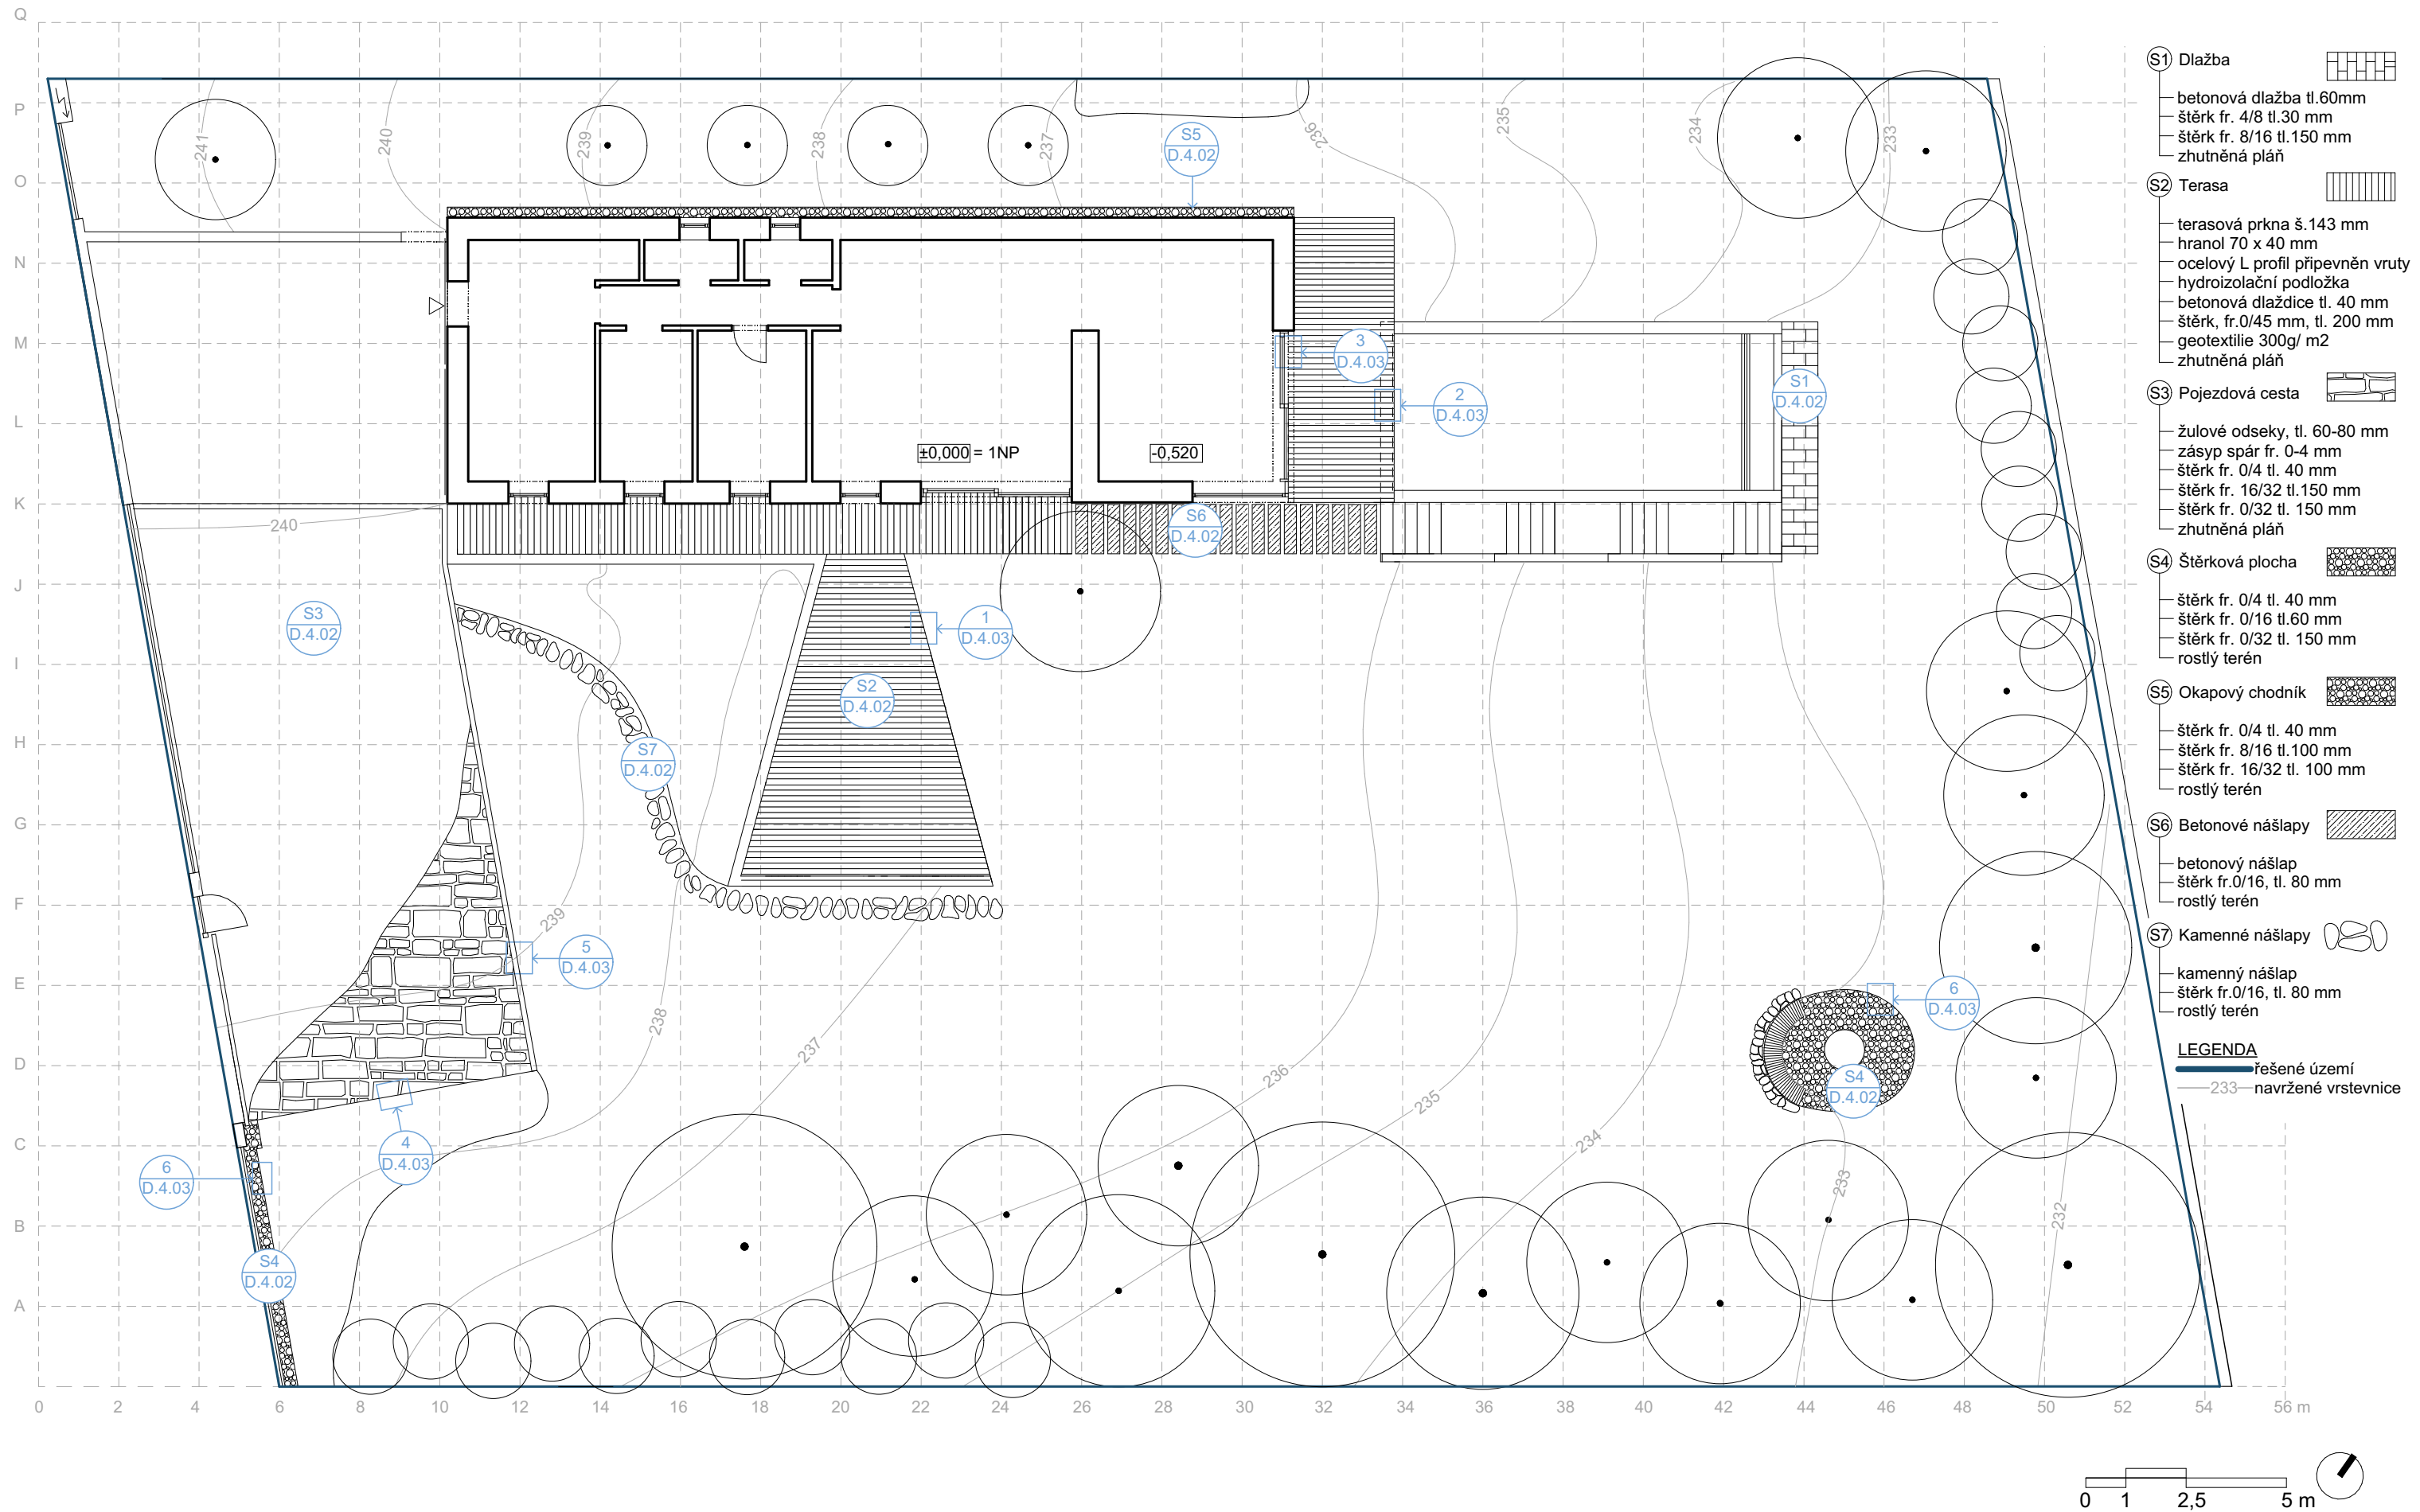 Q
P
O
N
M
L
K
J
I
H
G
F
E
D
C
B
A
0 2 4 6 8 10 12 14 16 18 20 22 24 26 28 30 32 34 36 38 40 42 44 46 48 50 52 54 56 m
241
240
239
238
237
236
235
234
233
S5
D.4.02
3
D.4.03
2
D.4.03
S1
D.4.02
±0,000 = 1NP
-0,520
S6
D.4.02
240
S3
D.4.02
1
D.4.03
S2
D.4.02
S7
D.4.02
239
5
D.4.03
238
237
236
235
234
233
232
6
D.4.03
S4
D.4.02
4
D.4.03
6
D.4.03
S4
D.4.02
S1 Dlažba
betonová dlažba tl.60mm
štěrk fr. 4/8 tl.30 mm
štěrk fr. 8/16 tl.150 mm
zhutněná pláň
S2 Terasa
terasová prkna š.143 mm
hranol 70 x 40 mm
ocelový L profil připevněn vruty
hydroizolační podložka
betonová dlaždice tl. 40 mm
štěrk, fr.0/45 mm, tl. 200 mm
geotextilie 300g/ m2
zhutněná pláň
S3 Pojezdová cesta
žulové odseky, tl. 60-80 mm
zásyp spár fr. 0-4 mm
štěrk fr. 0/4 tl. 40 mm
štěrk fr. 16/32 tl.150 mm
štěrk fr. 0/32 tl. 150 mm
zhutněná pláň
S4 Štěrková plocha
štěrk fr. 0/4 tl. 40 mm
štěrk fr. 0/16 tl.60 mm
štěrk fr. 0/32 tl. 150 mm
rostlý terén
S5 Okapový chodník
štěrk fr. 0/4 tl. 40 mm
štěrk fr. 8/16 tl.100 mm
štěrk fr. 16/32 tl. 100 mm
rostlý terén
S6 Betonové nášlapy
betonový nášlap
štěrk fr.0/16, tl. 80 mm
rostlý terén
S7 Kamenné nášlapy
kamenný nášlap
štěrk fr.0/16, tl. 80 mm
rostlý terén
LEGENDA
řešené území
233 navržené vrstevnice
0 1 2,5 5 m